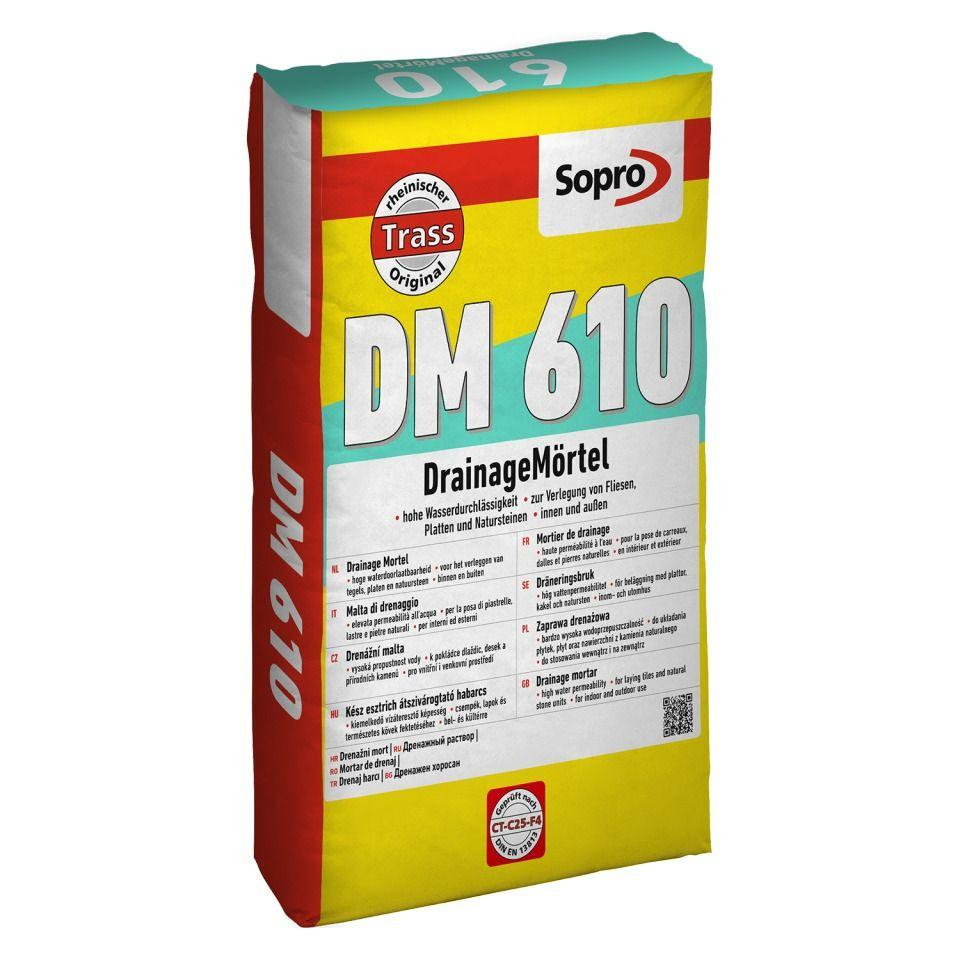 610
DrainageMörtel
Sopro
rheinischer
Trass
Original
DM 610
DM 610
DrainageMörtel
• hohe Wasserdurchlässigkeit • zur Verlegung von Fliesen,
Platten und Natursteinen • innen und außen
NL Drainage Mortel
• hoge waterdoorlaatbaarheid • voor het verleggen van
tegels, platen en natuursteen • binnen en buiten
IT Malta di drenaggio
• elevata permeabilità all'acqua • per la posa di piastrelle,
lastre e pietre naturali • per interni ed esterni
CZ Drenážní malta
• vysoká propustnost vody • k pokládce dlaždic, desek a
přírodních kamenů • pro vnitřní i venkovní prostředí
HU Kész esztrich átszivárogtató habarcs
• kiemelkedő vízáteresztő képesség • csempék, lapok és
természetes kövek fektetéséhez • bel- és kültérre
HR Drenažni mort | RU Дренажный раствор |
RO Mortar de drenaj |
TR Drenaj harcı | BG Дренажен хоросан
FR Mortier de drainage
• haute perméabilité à l'eau • pour la pose de carreaux,
dalles et pierres naturelles • en intérieur et extérieur
SE Dräneringsbruk
• hög vattenpermeabilitet • för beläggning med plattor,
kakel och natursten • inom- och utomhus
PL Zaprawa drenażowa
• bardzo wysoka wodoprzepuszczalność • do układania
płytek, płyt oraz nawierzchni z kamienia naturalnego
• do stosowania wewnątrz i na zewnątrz
GB Drainage mortar
• high water permeability • for laying tiles and natural
stone units • for indoor and outdoor use
Geprüft nach
CT-C25-F4
DIN EN 13813